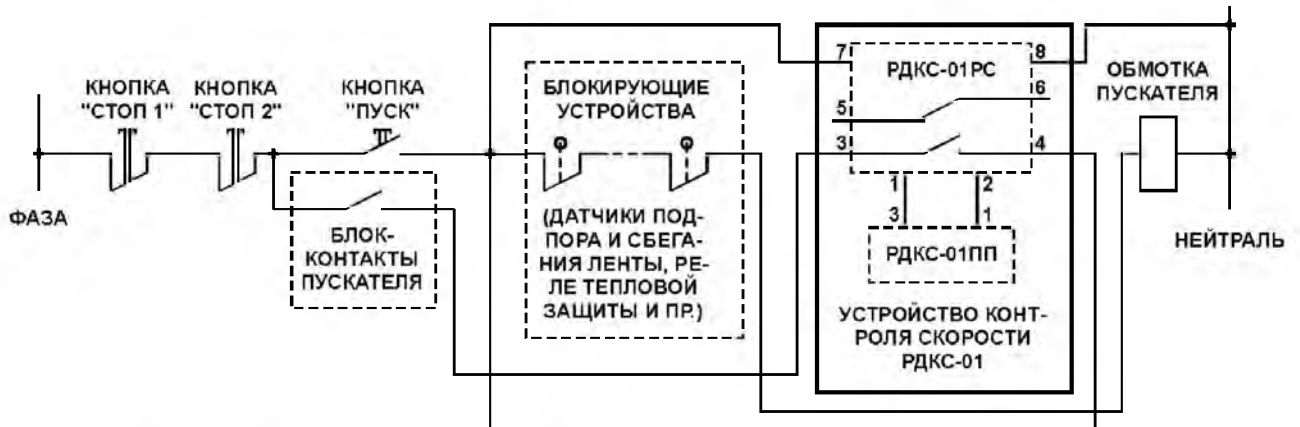 КНОПКА
"СТОП 1"
КНОПКА
"СТОП 2"
КНОПКА
"ПУСК"
БЛОКИРУЮЩИЕ
УСТРОЙСТВА
7
8
РДКС-01РС
6
5
3
4
ОБМОТКА
ПУСКАТЕЛЯ
ФАЗА
БЛОК-
КОНТАКТЫ
ПУСКАТЕЛЯ
(ДАТЧИКИ ПОД-
ПОРА И СБЕГА-
НИЯ ЛЕНТЫ, РЕ-
ЛЕ ТЕПЛОВОЙ
ЗАЩИТЫ И ПР.)
1
2
3
1
РДКС-01ПП
УСТРОЙСТВО КОНТ-
РОЛЯ СКОРОСТИ
РДКС-01
НЕЙТРАЛЬ